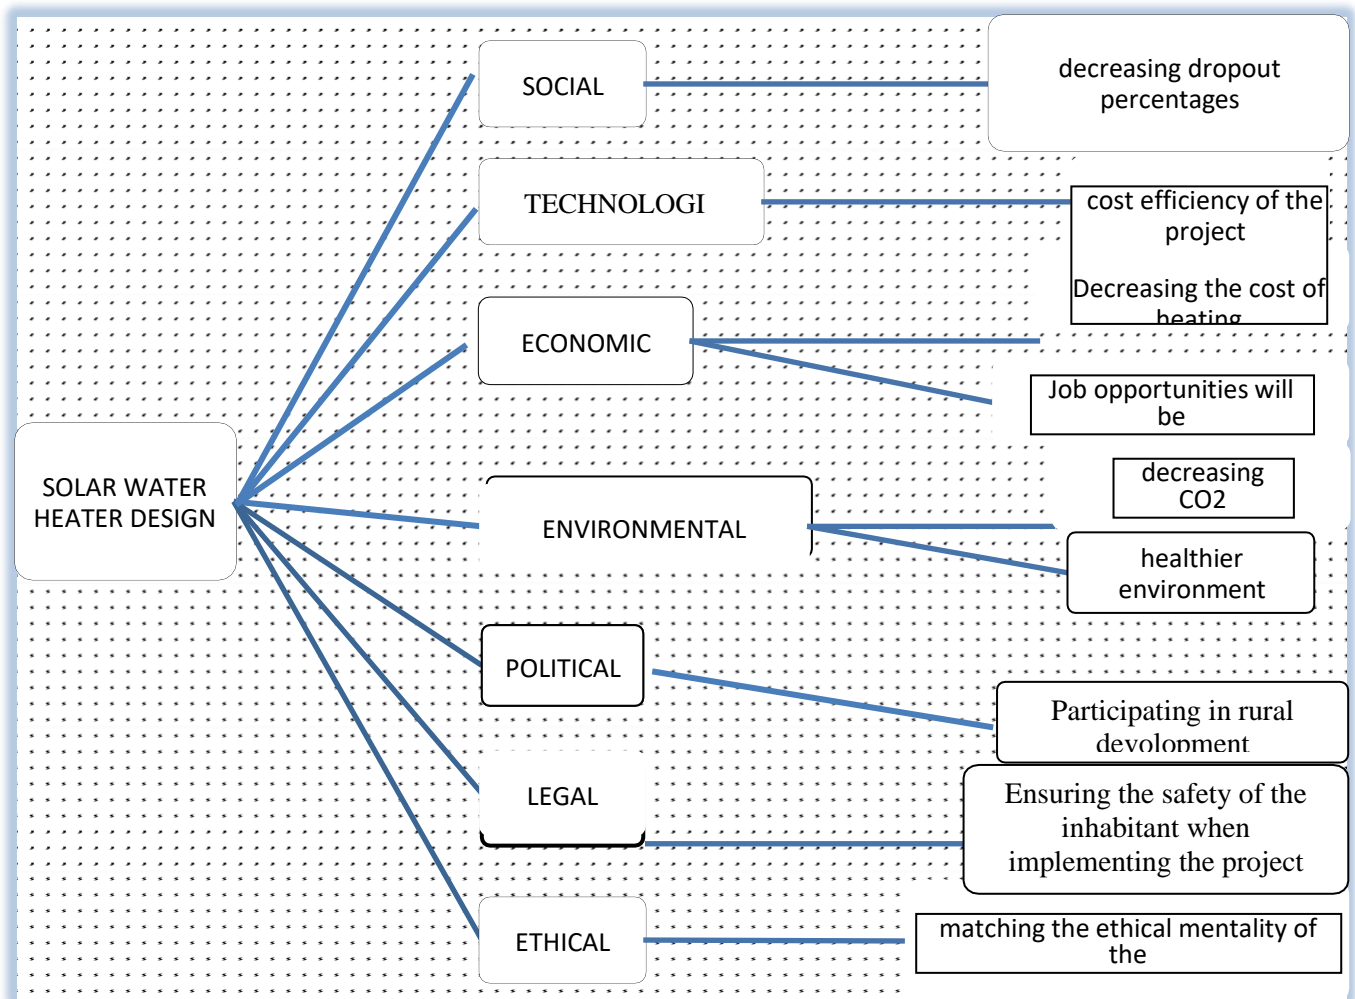 SOLAR WATER
HEATER DESIGN
SOCIAL
decreasing dropout
percentages
TECHNOLOGI
cost efficiency of the
project
ECONOMIC
Decreasing the cost of
heating
Job opportunities will
be
ENVIRONMENTAL
decreasing
CO2
healthier
environment
POLITICAL
Participating in rural
devolopment
LEGAL
Ensuring the safety of the
inhabitant when
implementing the project
ETHICAL
matching the ethical mentality of
the